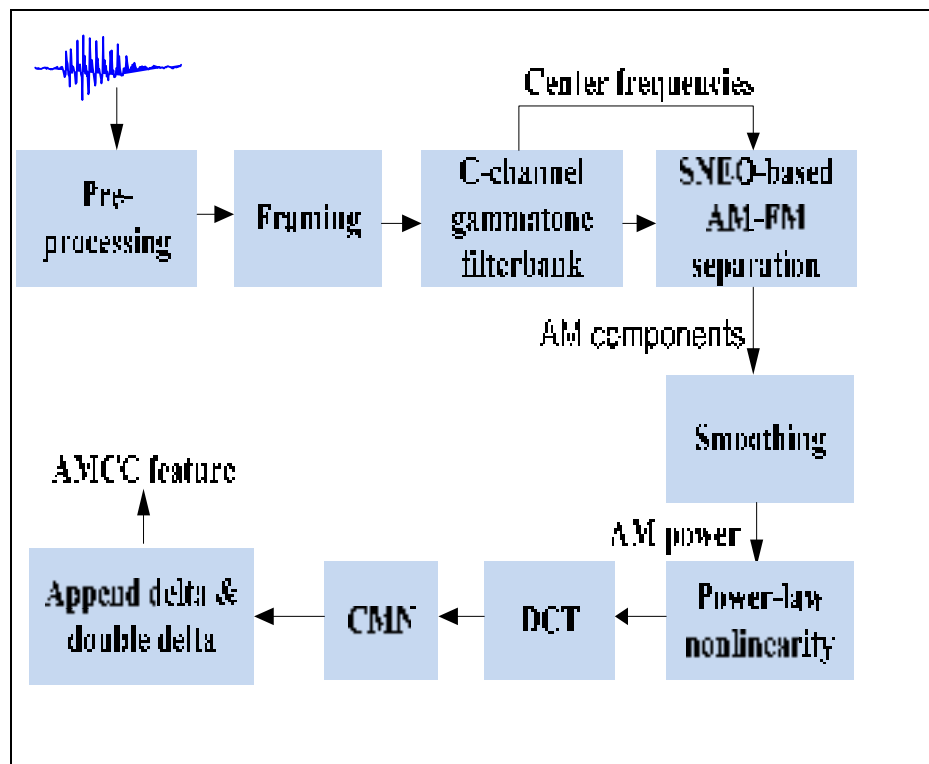 Center frequencies
Pre-
processing
Framing
C-channel
gammatone
filterbank
SNEO-based
AM-FM
separation
AM components
Smoothing
AM power
Power-law
nonlinearity
DCT
CMN
Append delta &
double delta
AMCC feature